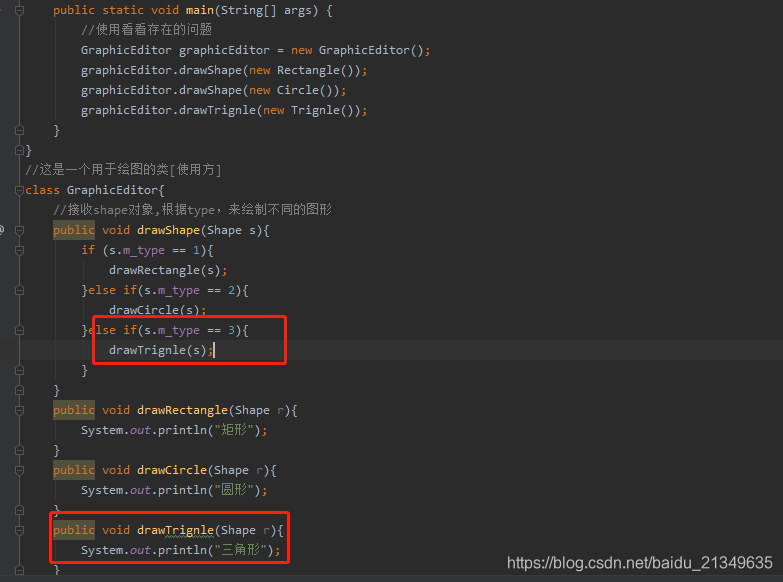 public static void main(String[] args) {
//使用看看存在的问题
GraphicEditor graphicEditor = new GraphicEditor();
graphicEditor.drawShape(new Rectangle());
graphicEditor.drawShape(new Circle());
graphicEditor.drawTrignle(new Trignle());
}
}
//这是一个用于绘图的类[使用方]
class GraphicEditor{
//接收shape对象,根据type，来绘制不同的图形
public void drawShape(Shape s){
if (s.m_type == 1){
drawRectangle(s);
}else if(s.m_type == 2){
drawCircle(s);
}else if(s.m_type == 3){
drawTrignle(s);
}
}
public void drawRectangle(Shape r){
System.out.println("矩形");
}
public void drawCircle(Shape r){
System.out.println("圆形");
}
public void drawTrignle(Shape r){
System.out.println("三角形");
}
https://blog.csdn.net/baidu_21349635